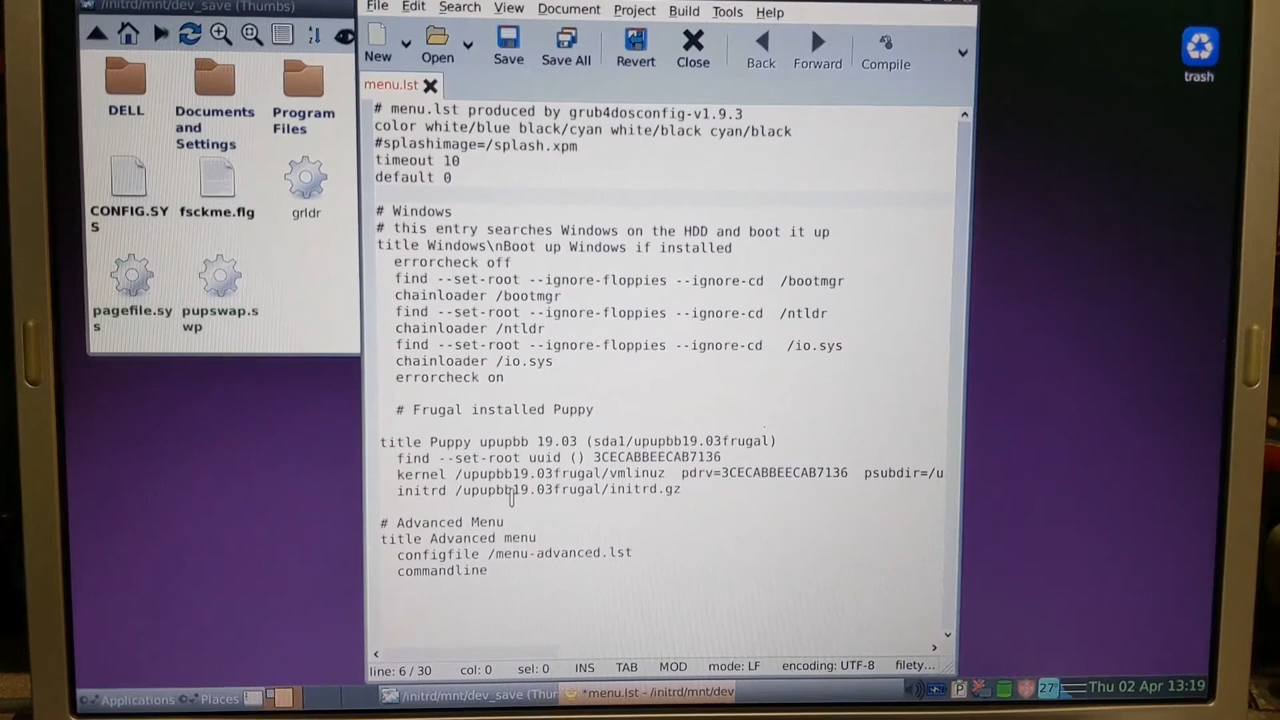 /initrd/mnt/dev_save (Thumbs)
File Edit Search View Document Project Build Tools Help
New Open Save Save All Revert Close Back Forward Compile
trash
menu.lst
DELL
Documents and Settings
Program Files
CONFIG.SYS
fsckme.flg
grldr
pagefile.sys
pupswap.swp
# menu.lst produced by grub4dosconfig-v1.9.3
color white/blue black/cyan white/black cyan/black
#splashimage=/splash.xpm
timeout 10
default 0
# Windows
# this entry searches Windows on the HDD and boot it up
title Windows\nBoot up Windows if installed
errorcheck off
find --set-root --ignore-floppies --ignore-cd /bootmgr
chainloader /bootmgr
find --set-root --ignore-floppies --ignore-cd /ntldr
chainloader /ntldr
find --set-root --ignore-floppies --ignore-cd /io.sys
chainloader /io.sys
errorcheck on
# Frugal installed Puppy
title Puppy upupbb 19.03 (sda1/upupbb19.03frugal)
find --set-root uuid () 3CECABBEECAB7136
kernel /upupbb19.03frugal/vmlinuz pdrv=3CECABBEECAB7136 psubdir=/u
initrd /upupbb19.03frugal/initrd.gz
# Advanced Menu
title Advanced menu
configfile /menu-advanced.lst
commandline
line: 6 / 30 col: 0 sel: 0 INS TAB MOD mode: LF encoding: UTF-8 filety...
Applications Places /initrd/mnt/dev_save (Thur *menu.lst - /initrd/mnt/dev P 27° Thu 02 Apr 13:19